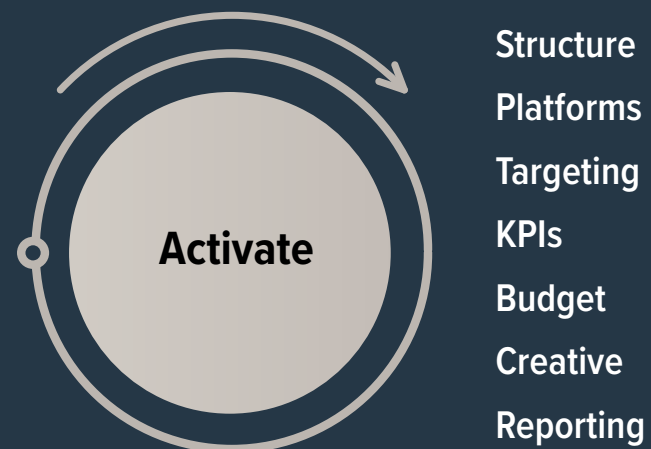 Activate
Structure
Platforms
Targeting
KPIs
Budget
Creative
Reporting